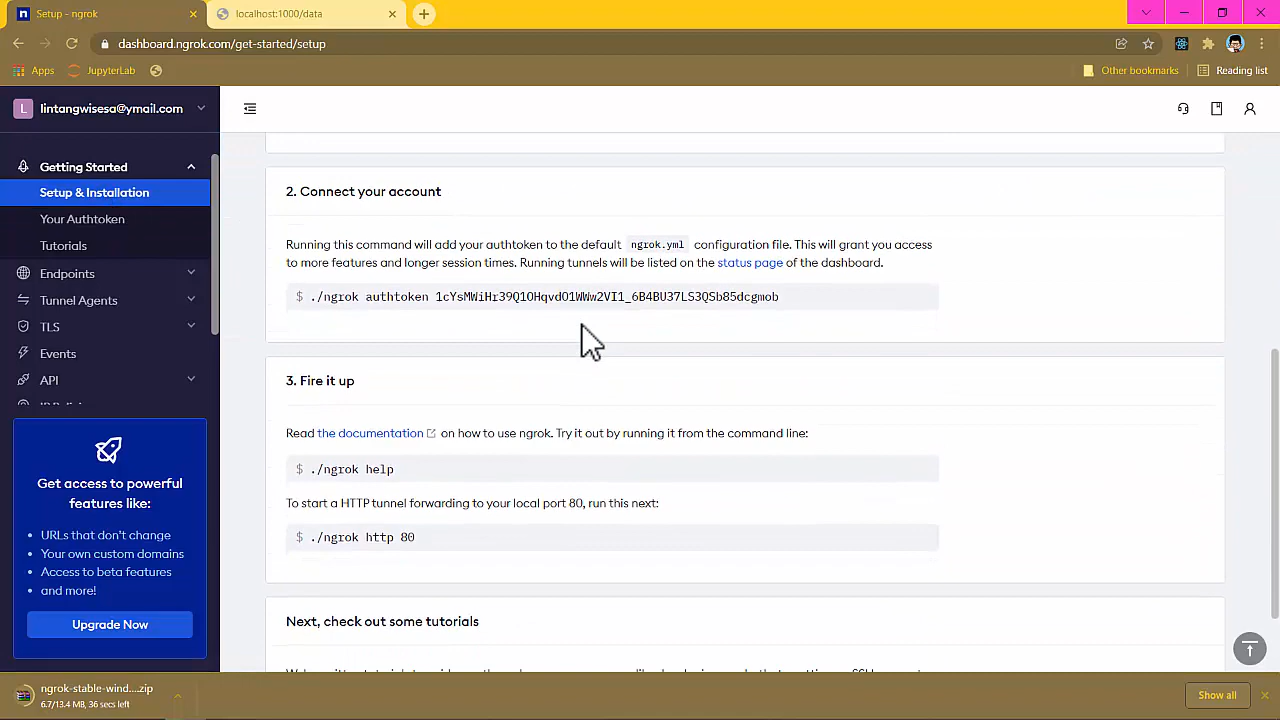 Setup - ngrok
localhost:1000/data
dashboard.ngrok.com/get-started/setup
Apps
JupyterLab
Other bookmarks
Reading list
L
lintangwisesa@ymail.com
Getting Started
Setup & Installation
Your Authtoken
Tutorials
Endpoints
Tunnel Agents
TLS
Events
API
Get access to powerful
features like:
• URLs that don't change
• Your own custom domains
• Access to beta features
• and more!
Upgrade Now
2. Connect your account
Running this command will add your authtoken to the default ngrok.yml configuration file. This will grant you access
to more features and longer session times. Running tunnels will be listed on the status page of the dashboard.
$ ./ngrok authtoken 1cYsMWiHr39Q1OHqvdO1WWw2VI1_6B4BU37LS3QSb85dcgmob
3. Fire it up
Read the documentation on how to use ngrok. Try it out by running it from the command line:
$ ./ngrok help
To start a HTTP tunnel forwarding to your local port 80, run this next:
$ ./ngrok http 80
Next, check out some tutorials
ngrok-stable-wind....zip
6.7/13.4 MB, 36 secs left
Show all